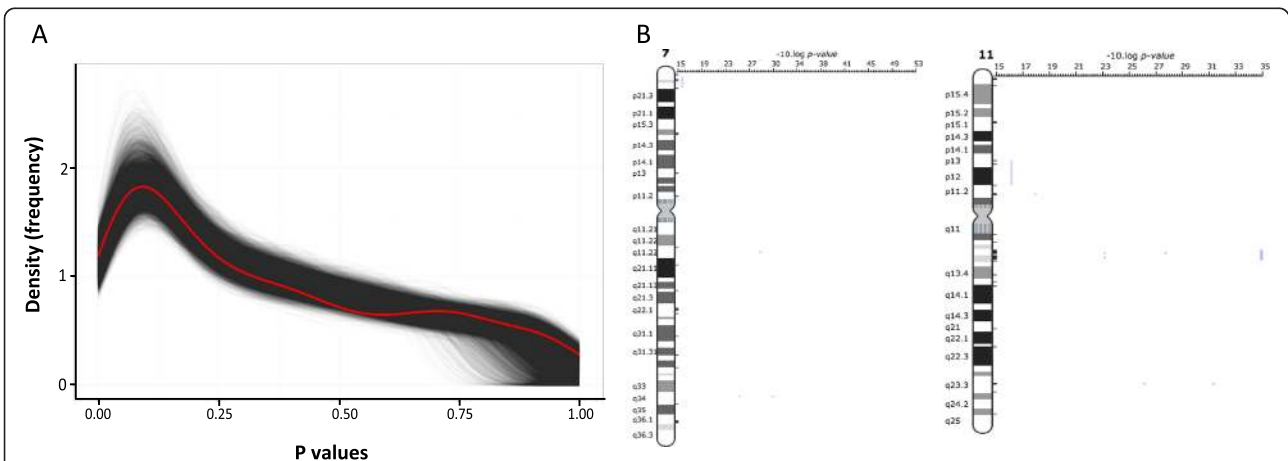 A
Density (frequency)
2
1
0
0.00 0.25 0.50 0.75 1.00
P values
B
7
-10.log p-value
15 19 23 27 30 34 38 41 45 49 53
p21.3
p21.1
p15.3
p14.3
p14.1
p13
p11.2
q11.21
q11.22
q11.22
q21.11
q21.11
q21.3
q22.1
q31.1
q31.31
q33
q34
q35
q36.1
q36.3
11
-10.log p-value
15 17 19 21 23 25 27 29 31 33 35
p15.4
p15.2
p15.1
p14.3
p14.1
p13
p12
p11.2
q11
q13.4
q14.1
q14.3
q21
q22.1
q22.3
q23.3
q24.2
q25